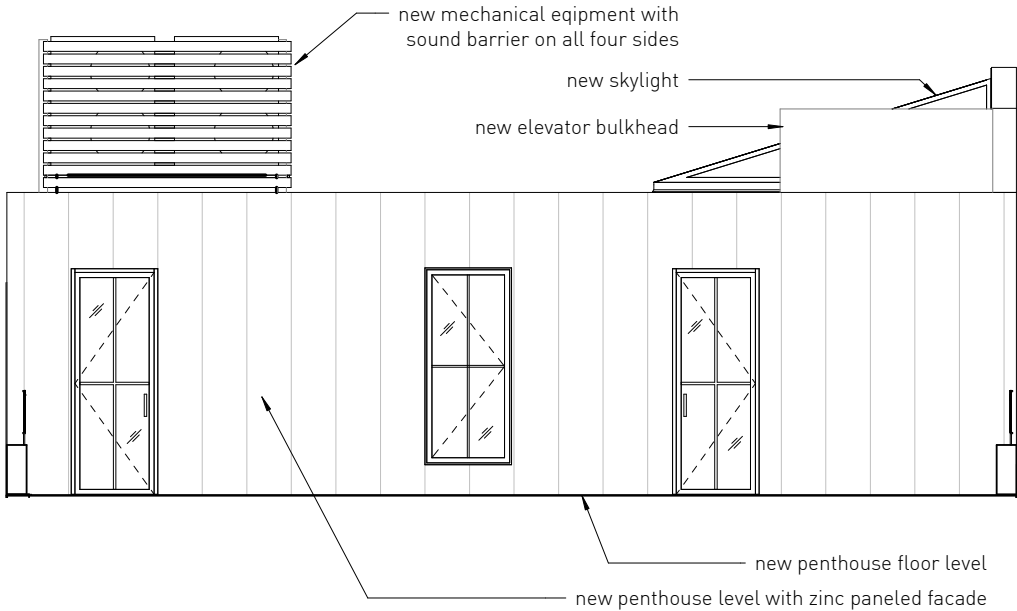 new mechanical eqipment with
sound barrier on all four sides
new skylight
new elevator bulkhead
new penthouse floor level
new penthouse level with zinc paneled facade